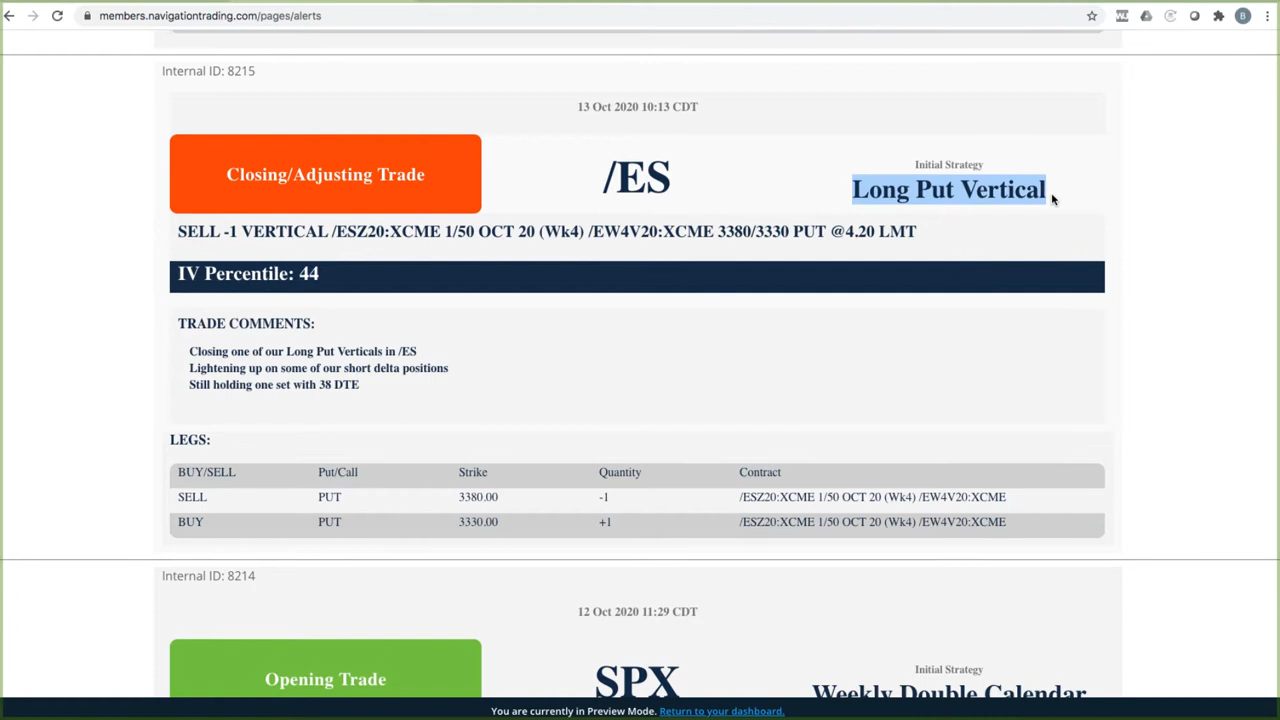 members.navigationtrading.com/pages/alerts
Internal ID: 8215
13 Oct 2020 10:13 CDT
Closing/Adjusting Trade
/ES
Initial Strategy
Long Put Vertical
SELL -1 VERTICAL /ESZ20:XCME 1/50 OCT 20 (Wk4) /EW4V20:XCME 3380/3330 PUT @4.20 LMT
IV Percentile: 44
TRADE COMMENTS:
Closing one of our Long Put Verticals in /ES
Lightening up on some of our short delta positions
Still holding one set with 38 DTE
LEGS:
BUY/SELL Put/Call Strike Quantity Contract
SELL PUT 3380.00 -1 /ESZ20:XCME 1/50 OCT 20 (Wk4) /EW4V20:XCME
BUY PUT 3330.00 +1 /ESZ20:XCME 1/50 OCT 20 (Wk4) /EW4V20:XCME
Internal ID: 8214
12 Oct 2020 11:29 CDT
Opening Trade
SPX
Initial Strategy
Weekly Double Calendar
You are currently in Preview Mode. Return to your dashboard.
B